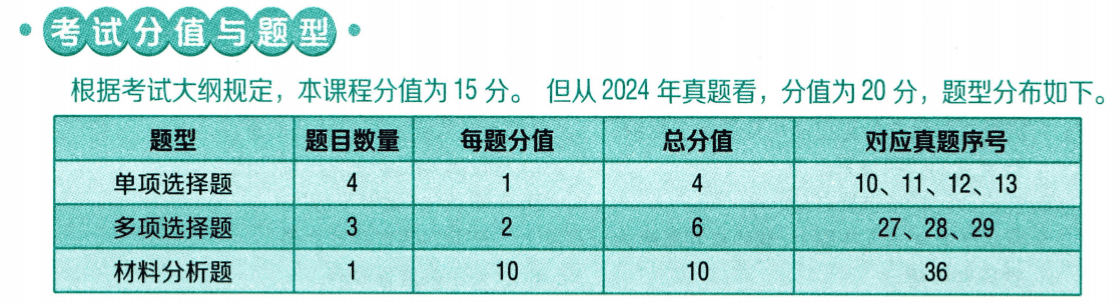 考试分值与题型
根据考试大纲规定，本课程分值为 15 分。 但从 2024 年真题看，分值为 20 分，题型分布如下。
题型 题目数量 每题分值 总分值 对应真题序号
单项选择题 4 1 4 10、11、12、13
多项选择题 3 2 6 27、28、29
材料分析题 1 10 10 36